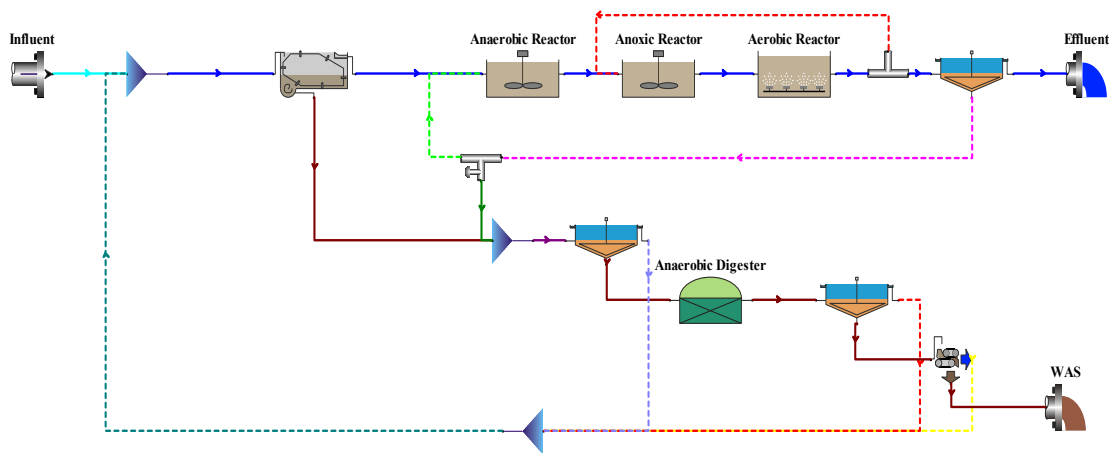 Influent
Anaerobic Reactor
Anoxic Reactor
Aerobic Reactor
Effluent
Anaerobic Digester
WAS